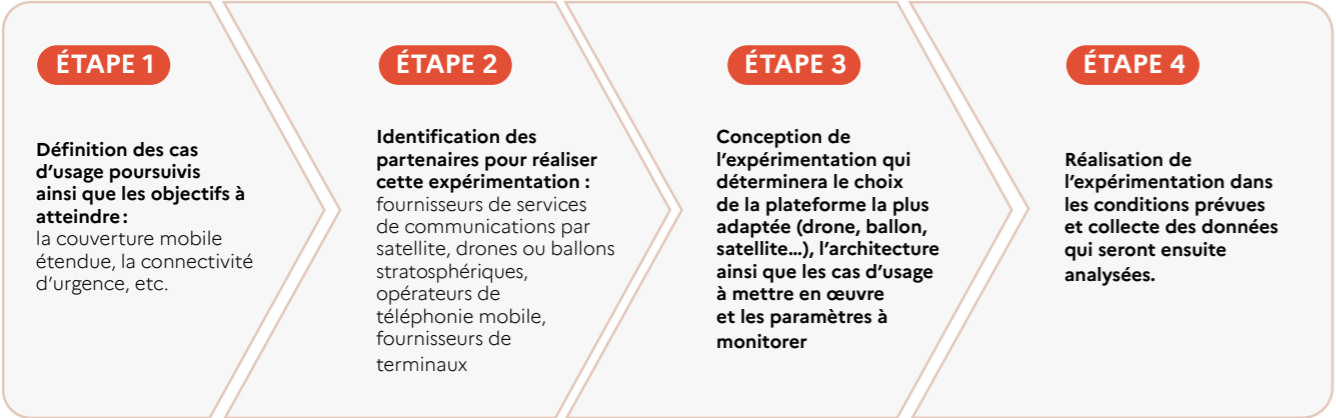 ÉTAPE 1
Définition des cas
d’usage poursuivis
ainsi que les objectifs à
atteindre :
la couverture mobile
étendue, la connectivité
d’urgence, etc.
ÉTAPE 2
Identification des
partenaires pour réaliser
cette expérimentation :
fournisseurs de services
de communications par
satellite, drones ou ballons
stratosphériques,
opérateurs de
téléphonie mobile,
fournisseurs de
terminaux
ÉTAPE 3
Conception de
l’expérimentation qui
déterminera le choix
de la plateforme la plus
adaptée (drone, ballon,
satellite…), l’architecture
ainsi que les cas d’usage
à mettre en œuvre
et les paramètres à
monitorer
ÉTAPE 4
Réalisation de
l’expérimentation dans
les conditions prévues
et collecte des données
qui seront ensuite
analysées.